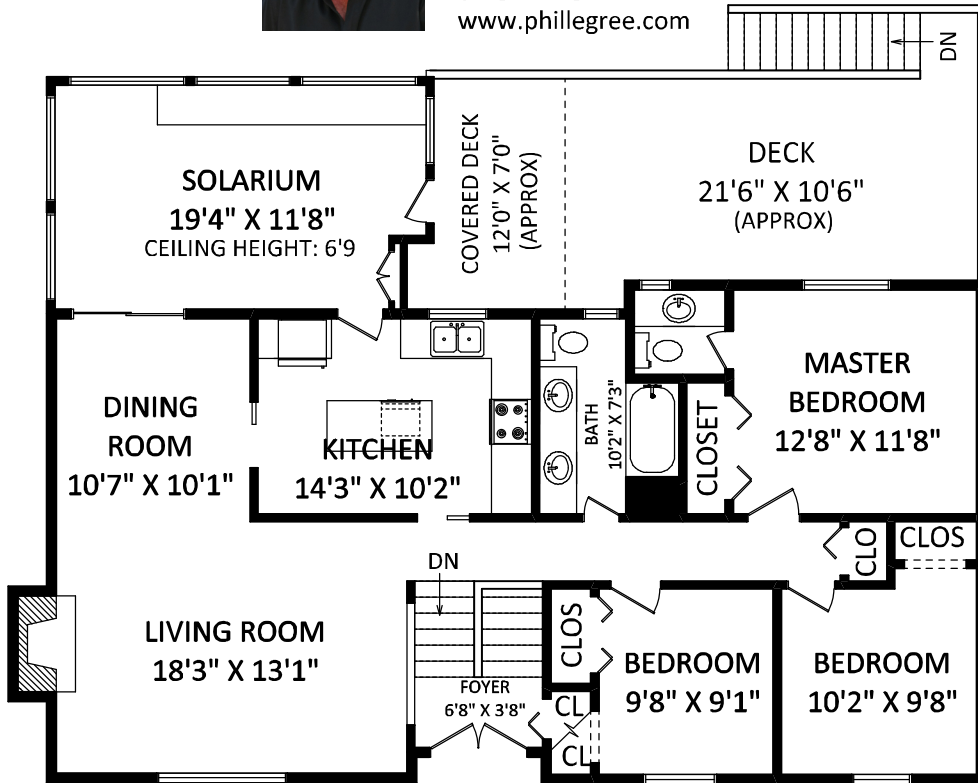 www.phillegree.com
DN
SOLARIUM
19'4" X 11'8"
CEILING HEIGHT: 6'9
COVERED DECK
12'0" X 7'0"
(APPROX)
DECK
21'6" X 10'6"
(APPROX)
DINING
ROOM
10'7" X 10'1"
KITCHEN
14'3" X 10'2"
BATH
10'2" X 7'3"
CLOSET
MASTER
BEDROOM
12'8" X 11'8"
CLO
CLOS
DN
LIVING ROOM
18'3" X 13'1"
FOYER
6'8" X 3'8"
CLOS
CL
CL
BEDROOM
9'8" X 9'1"
BEDROOM
10'2" X 9'8"